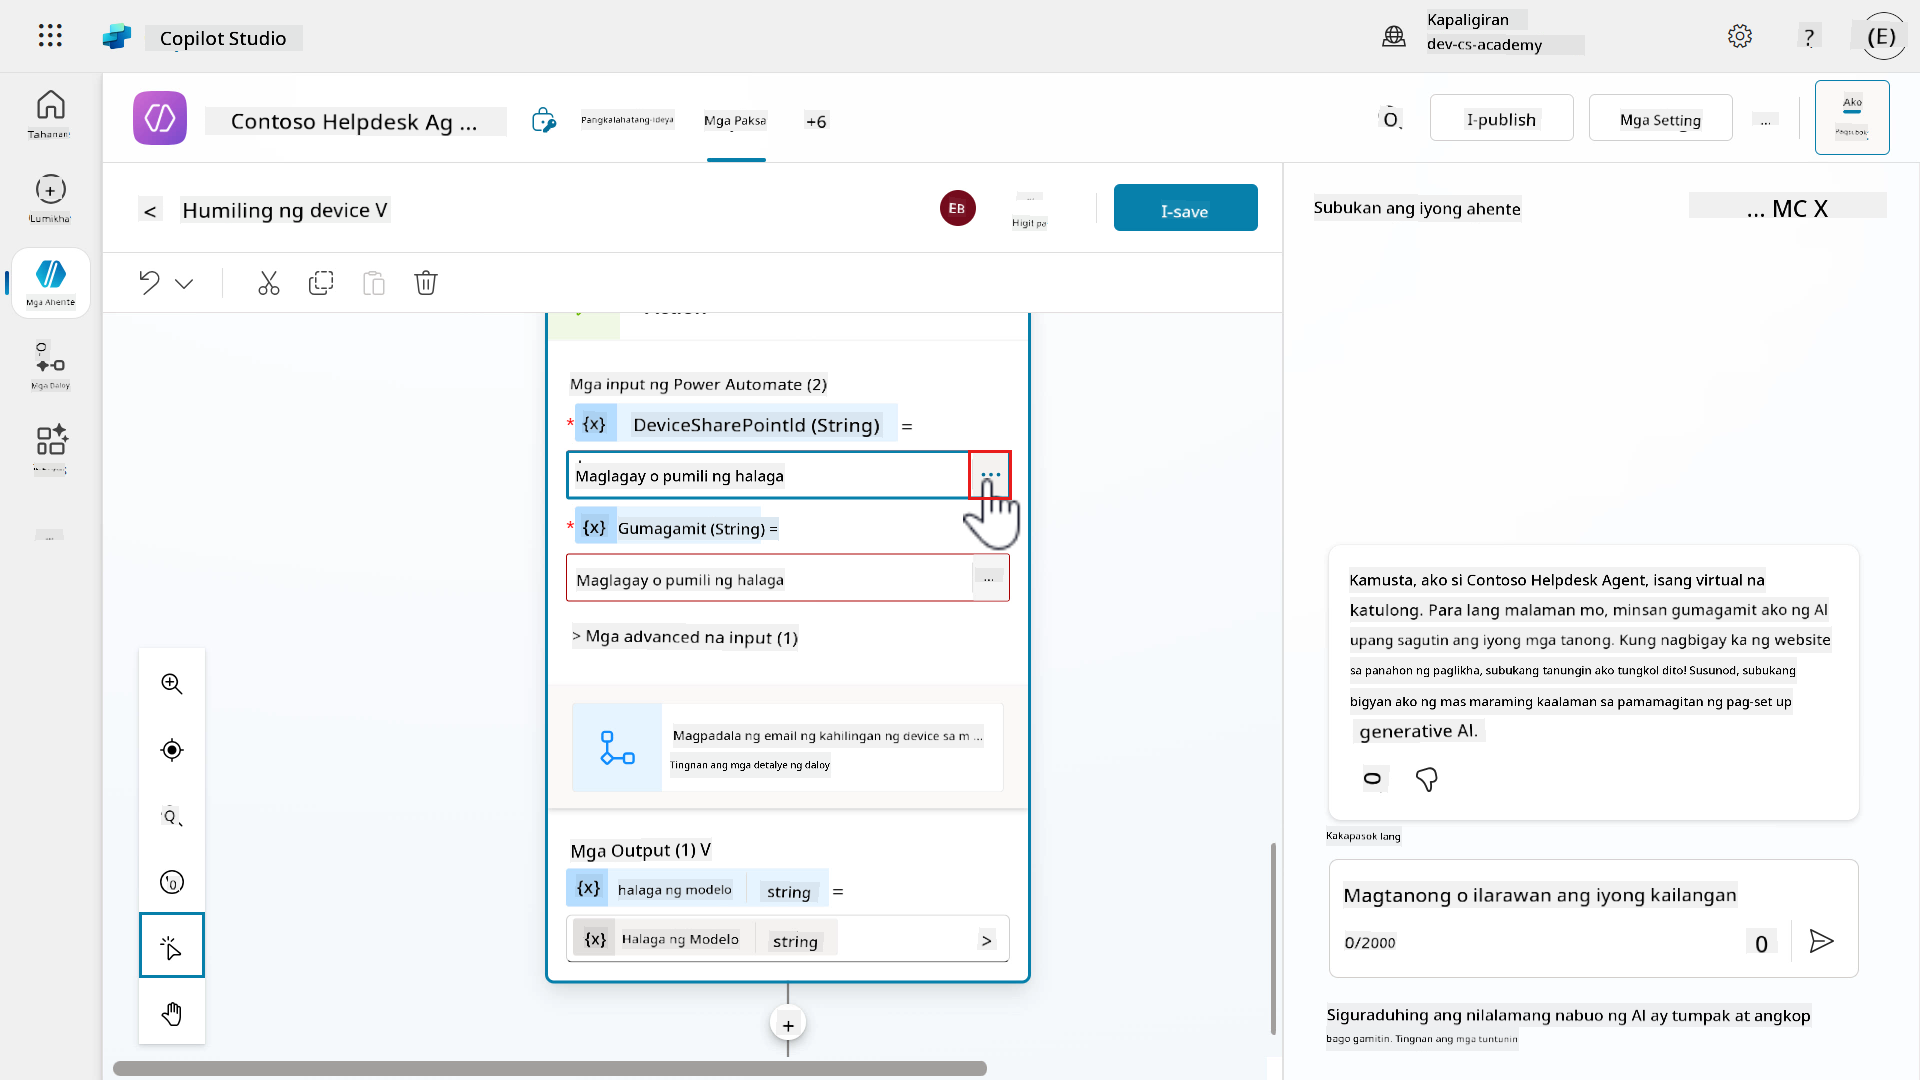 Copilot Studio
Kapaligiran
dev-cs-academy
?
(E)
Tahanan
Lumikha
Mga Ahente
Mga Daloy
...
Contoso Helpdesk Ag ...
Pangkalahatang-ideya
Mga Paksa
+6
I-publish
Mga Setting
...
Ako
< Humiling ng device V
EB
Higit pa
I-save
Mga input ng Power Automate (2)
* {x} DeviceSharePointId (String) =
Maglagay o pumili ng halaga
...
* {x} Gumagamit (String) =
Maglagay o pumili ng halaga
...
> Mga advanced na input (1)
Magpadala ng email ng kahilingan ng device sa m ...
Tingnan ang mga detalye ng daloy
Mga Output (1) V
{x} halaga ng modelo string =
{x} Halaga ng Modelo string >
+
Subukan ang iyong ahente
... MC X
Kamusta, ako si Contoso Helpdesk Agent, isang virtual na
katulong. Para lang malaman mo, minsan gumagamit ako ng AI
upang sagutin ang iyong mga tanong. Kung nagbigay ka ng website
sa panahon ng paglikha, subukang tanungin ako tungkol dito! Susunod, subukang
bigyan ako ng mas maraming kaalaman sa pamamagitan ng pag-set up
generative AI.
Kakapasok lang
Magtanong o ilarawan ang iyong kailangan
0/2000
0
Siguraduhing ang nilalamang nabuo ng AI ay tumpak at angkop
bago gamitin. Tingnan ang mga tuntunin